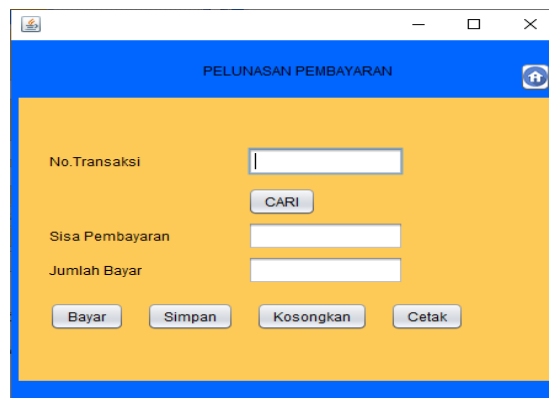 PELUNASAN PEMBAYARAN
No.Transaksi
CARI
Sisa Pembayaran
Jumlah Bayar
Bayar Simpan Kosongkan Cetak